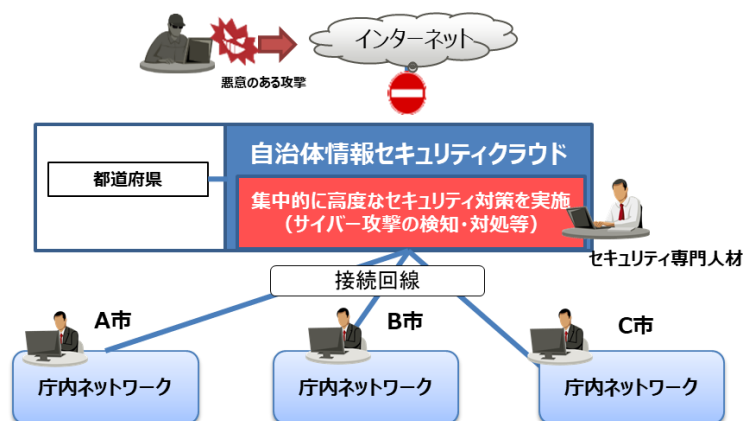 インターネット
悪意のある攻撃
自治体情報セキュリティクラウド
都道府県
集中的に高度なセキュリティ対策を実施
（サイバー攻撃の検知・対処等）
セキュリティ専門人材
接続回線
A市
B市
C市
庁内ネットワーク
庁内ネットワーク
庁内ネットワーク